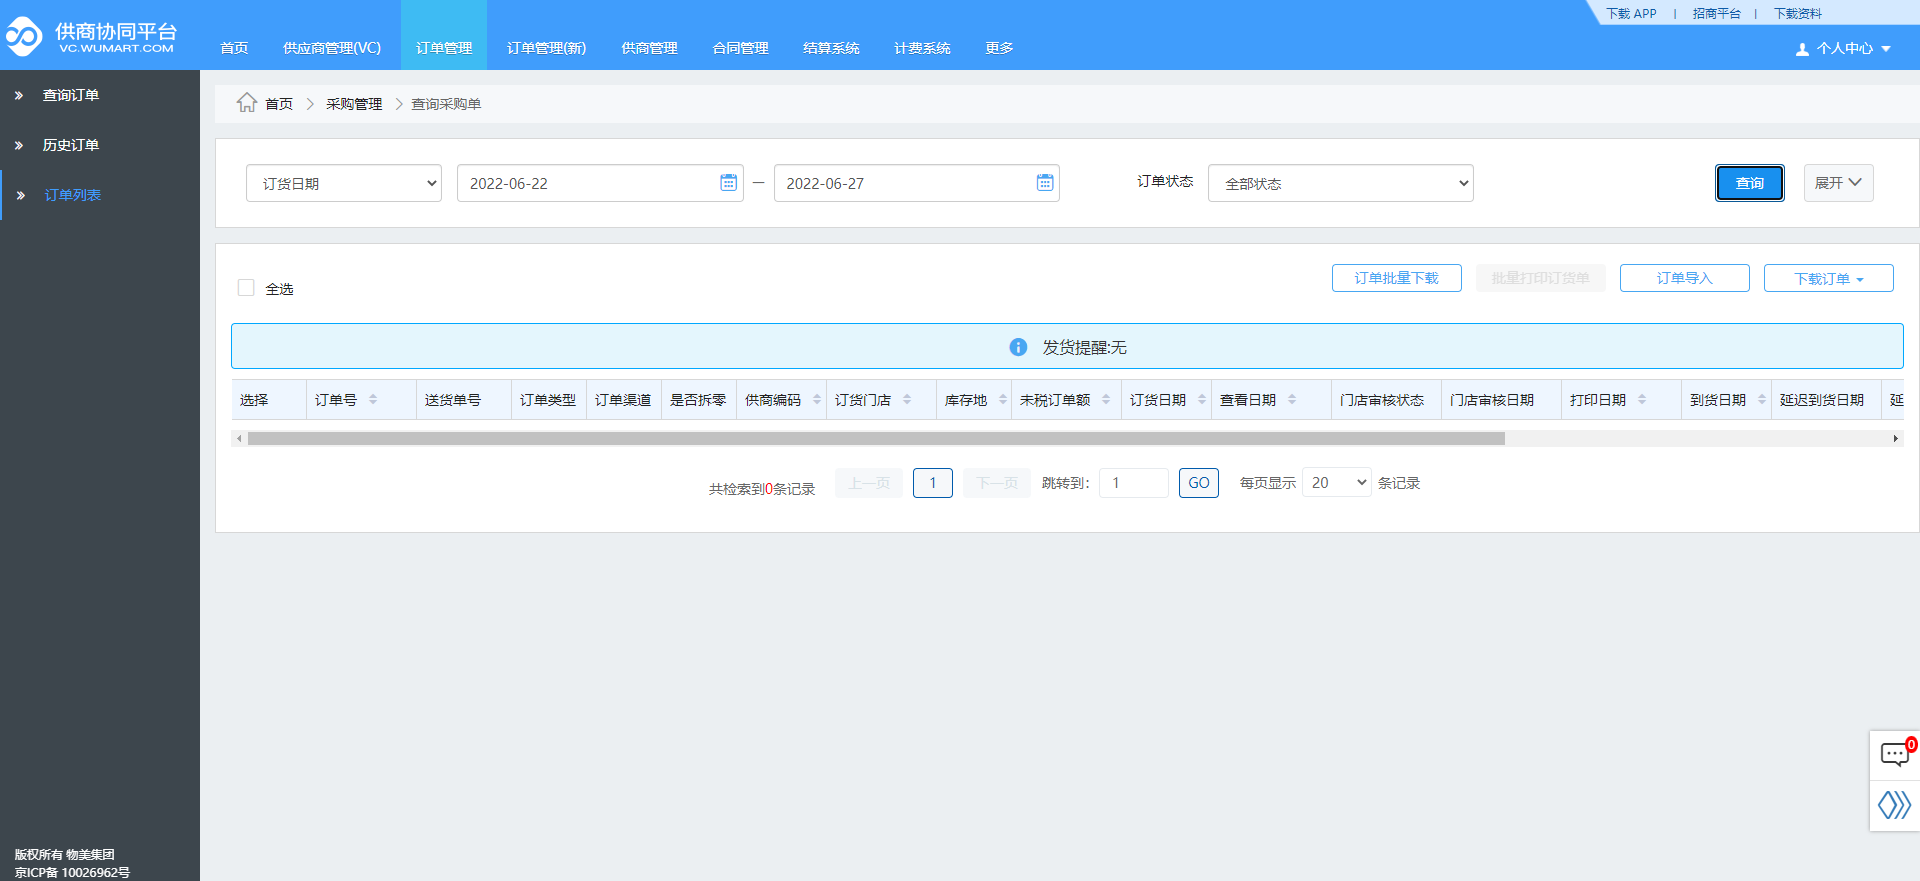 下载 APP | 招商平台 | 下载资料
供商协同平台
VC.WUMART.COM
首页 供应商管理(VC) 订单管理 订单管理(新) 供商管理 合同管理 结算系统 计费系统 更多 个人中心
查询订单
历史订单
订单列表
首页 采购管理 查询采购单
订货日期 2022-06-22 — 2022-06-27 订单状态 全部状态 查询 展开
全选 订单批量下载 批量打印订货单 订单导入 下载订单
发货提醒:无
选择 订单号 送货单号 订单类型 订单渠道 是否拆零 供商编码 订货门店 库存地 未税订单额 订货日期 查看日期 门店审核状态 门店审核日期 打印日期 到货日期 延迟到货日期 延
共检索到0条记录 上一页 1 下一页 跳转到: 1 GO 每页显示 20 条记录
0
版权所有 物美集团
京ICP备 10026962号